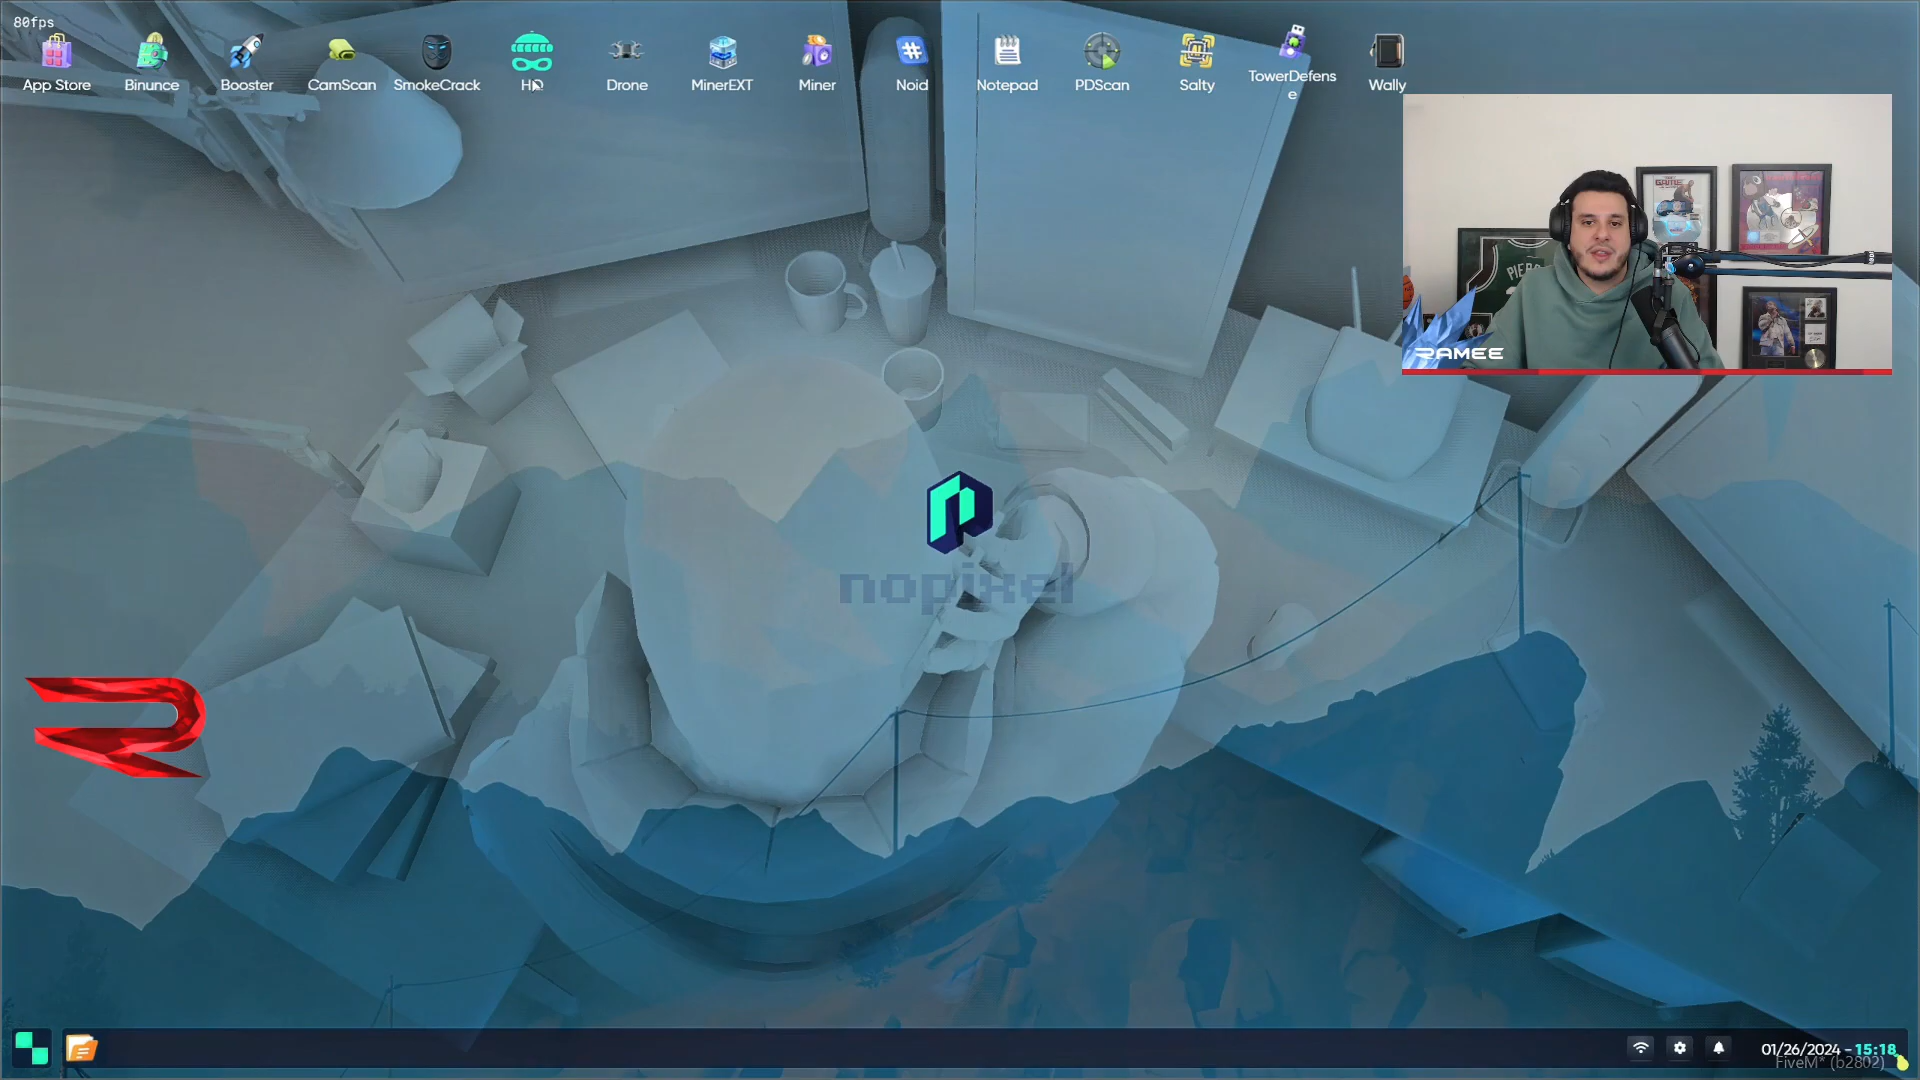 80fps
App Store
Binunce
Booster
CamScan
SmokeCrack
Drone
MinerEXT
Miner
Noid
Notepad
PDScan
Salty
TowerDefens
e
Wally
PIER
RAMEE
nopixel
01/26/2024 - 15:18
FiveM* (b2802)